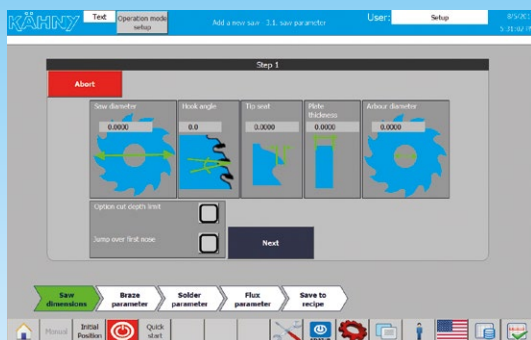 KÄHNY
Text
Operation mode
setup
Add a new saw - 3.1. saw parameter
User:
Setup
Step 1
Abort
Saw diameter
0.0000
Hook angle
0.0
Tip seat
0.0000
Plate
thickness
0.0000
Arbour diameter
0.0000
Option cut depth limit
Jump over first nose
Next
Saw
dimensions
Braze
parameter
Solder
parameter
Flux
parameter
Save to
recipe
Manual
Initial
Position
Quick
start